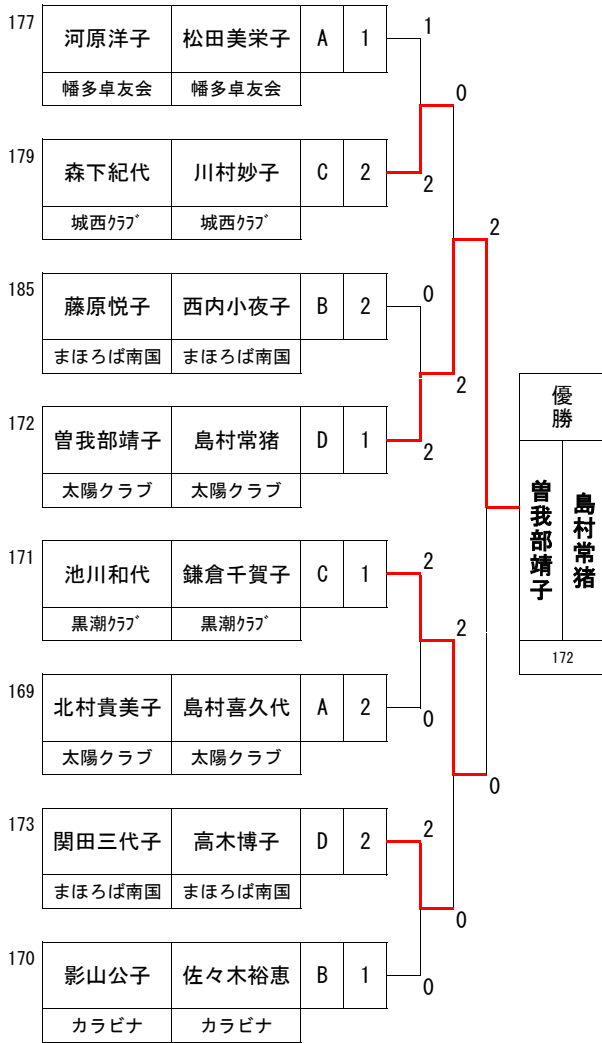 177 河原洋子 松田美栄子 A 1 1
幡多卓友会 幡多卓友会
0
179 森下紀代 川村妙子 C 2 2
城西ｸﾗﾌﾞ 城西ｸﾗﾌﾞ
2
185 藤原悦子 西内小夜子 B 2 0
まほろば南国 まほろば南国
2
172 曽我部靖子 島村常猪 D 1 2
太陽クラブ 太陽クラブ
171 池川和代 鎌倉千賀子 C 1 2
黒潮ｸﾗﾌﾞ 黒潮ｸﾗﾌﾞ
2
169 北村貴美子 島村喜久代 A 2 0
太陽クラブ 太陽クラブ
0
173 関田三代子 高木博子 D 2 2
まほろば南国 まほろば南国
0
170 影山公子 佐々木裕恵 B 1 0
カラビナ カラビナ
優勝
曽我部靖子
島村常猪
172